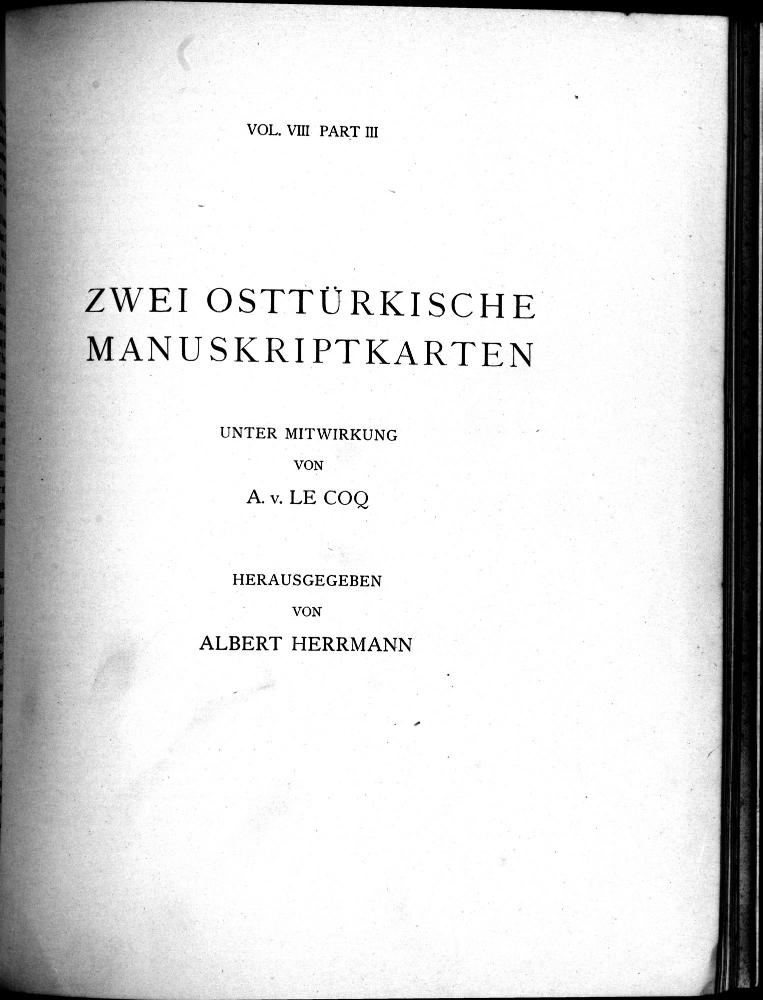 VOL. VIII PART III
ZWEI OSTTÜRKISCHE
MANUSKRIPTKARTEN
UNTER MITWIRKUNG
VON
A. v. LE COQ
HERAUSGEGEBEN
VON
ALBERT HERRMANN